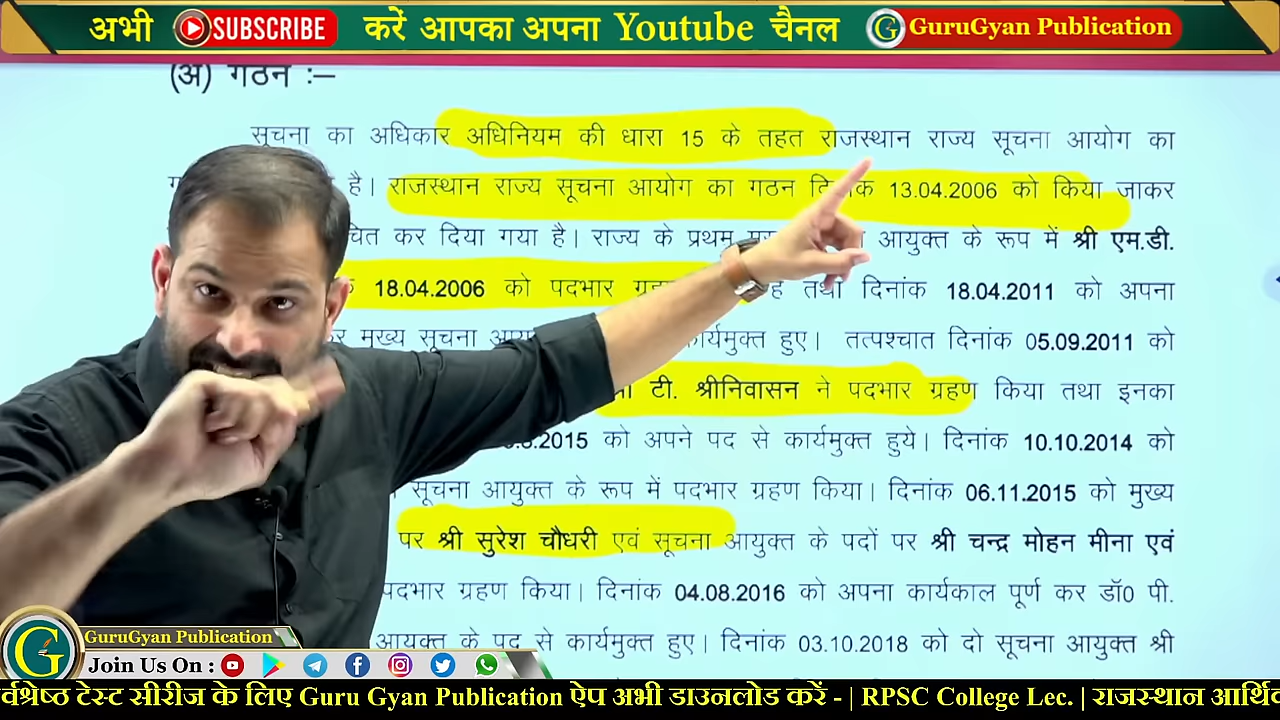 अभी SUBSCRIBE करें आपका अपना Youtube चैनल GuruGyan Publication
(अ) गठन :–
सूचना का अधिकार अधिनियम की धारा 15 के तहत राजस्थान राज्य सूचना आयोग का
है। राजस्थान राज्य सूचना आयोग का गठन 13.04.2006 को किया जाकर
कर दिया गया है। राज्य के प्रथम आयुक्त के रूप में श्री एम.डी.
18.04.2006 को पदभार तथा दिनांक 18.04.2011 को अपना
मुख्य सूचना हुए। तत्पश्चात दिनांक 05.09.2011 को
टी. श्रीनिवासन ने पदभार ग्रहण किया तथा इनका
2015 को अपने पद से कार्यमुक्त हुये। दिनांक 10.10.2014 को
सूचना आयुक्त के रूप में पदभार ग्रहण किया। दिनांक 06.11.2015 को मुख्य
पर श्री सुरेश चौधरी एवं सूचना आयुक्त के पदों पर श्री चन्द्र मोहन मीना एवं
पदभार ग्रहण किया। दिनांक 04.08.2016 को अपना कार्यकाल पूर्ण कर डॉ0 पी.
आयुक्त के पद से कार्यमुक्त हुए। दिनांक 03.10.2018 को दो सूचना आयुक्त श्री
G GuruGyan Publication
Join Us On :
टेस्ट सीरीज के लिए Guru Gyan Publication ऐप अभी डाउनलोड करें - | RPSC College Lec. | राजस्थान